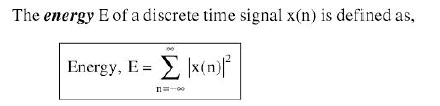 The energy E of a discrete time signal x(n) is defined as,
Energy, E = ∑_{n=-∞}^{∞} |x(n)|²